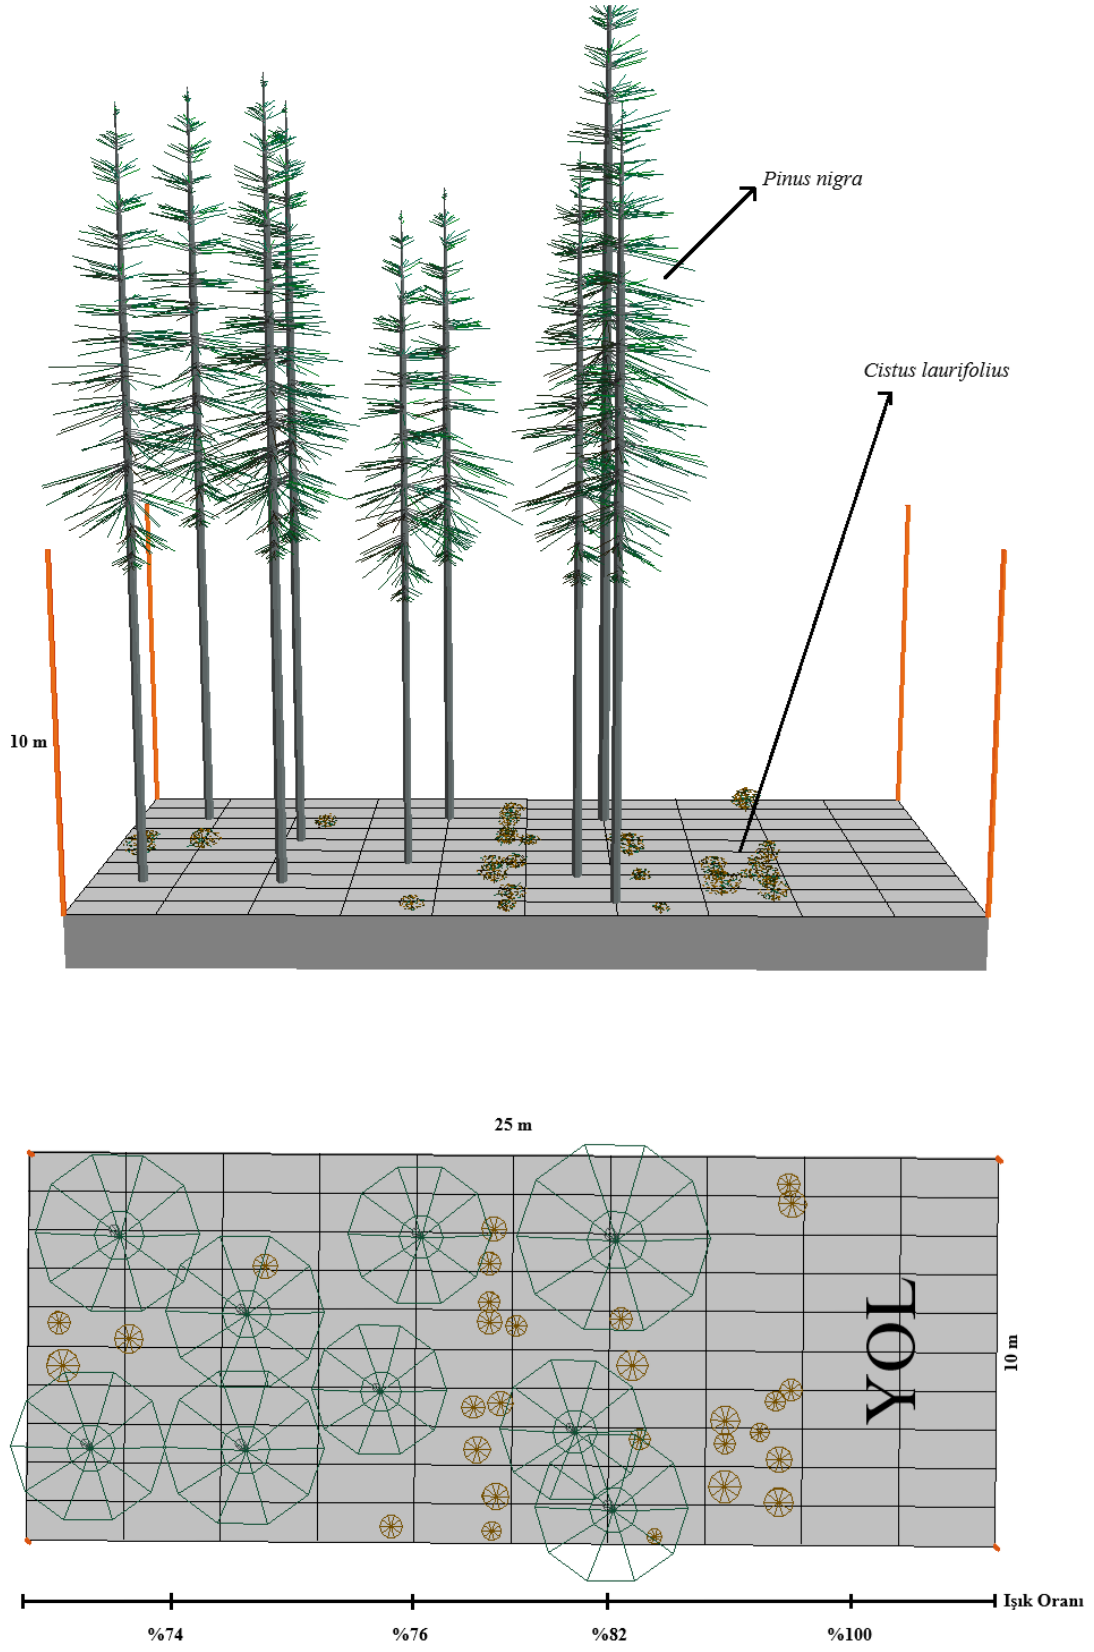 Pinus nigra
Cistus laurifolius
10 m
25 m
YOL
10 m
Işık Oranı
%74
%76
%82
%100